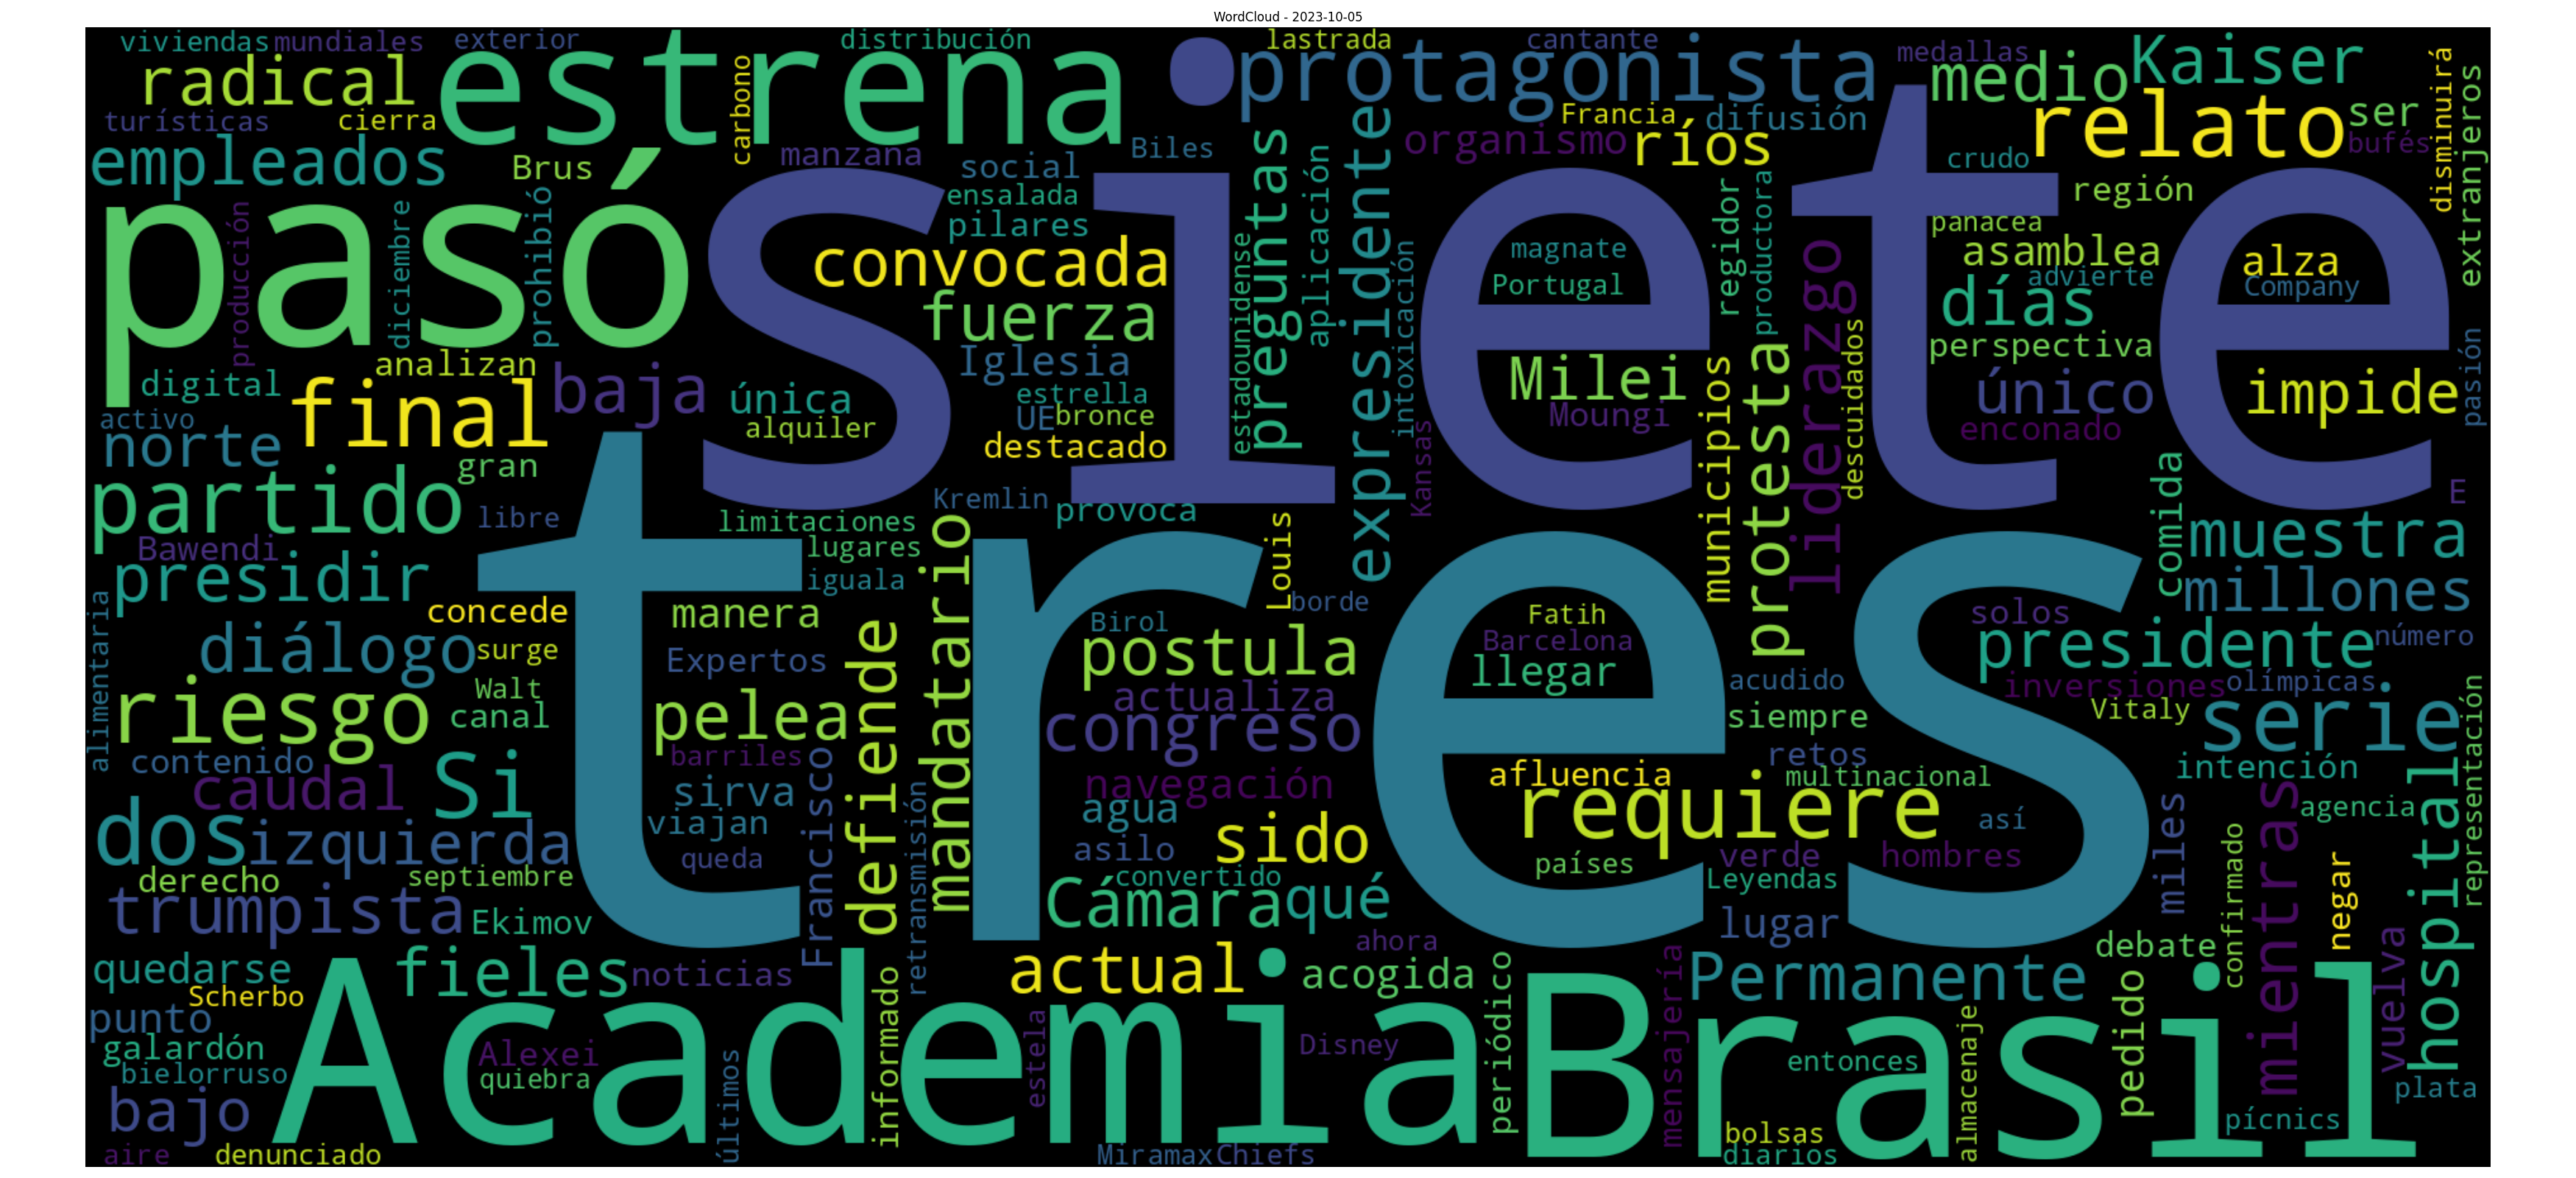 WordCloud - 2023-10-05
viviendas mundiales exterior distribución lastrada cantante medallas
radical estrena protagonista medio Kaiser
carbono disminuirá extranjeros
turísticas cierra Francia difusión relato ser
empleados Brus manzana social Biles organismo ríos crudo bufés
pasó siete
ensalada región
pilares panacea
producción diciembre prohibió preguntas aplicación expresidente regidor productora
convocada magnate asamblea alza
estadounidense intoxicación liderazgo
Portugal días advierte Company
fuerza
analizan Iglesia perspectiva pasión
digital final baja única estrella Milei único impide
activo UE bronce Moungi
norte alquiler destacado enconado
Kansas municipios protesta descuidados
gran
partido libre Kremlin provoca E
limitaciones comida muestra
Bawendi lugares
tres
presidir iguala mandatario Louis borde millones
alimentaria concede manera Birol Fatih solos
diálogo surge Expertos defiende postula Barcelona presidente número
Walt llegar acudido inversiones olímpicas
riesgo canal pelea actualiza siempre Vitaly serie
congreso representación
contenido barriles retos intención
caudal Si sirva Francisco navegación afluencia multinacional
agua requiere así agencia
dos izquierda viajan retransmisión sido miles mientras hospitales
queda asilo países verde hombres
derecho septiembre convertido Leyendas confirmado negar
trumpista Ekimov Cámara qué lugar
ahora debate
quedarse fieles noticias actual acogida Permanente
Scherbo informado periódico mensajería pedido vuelva
punto
Academia Brasil
galardón Alexei estela Disney entonces almacenaje
bielorruso quiebra últimos plata
bajo pícnics
bolsas
aire denunciado Miramax Chiefs diarios